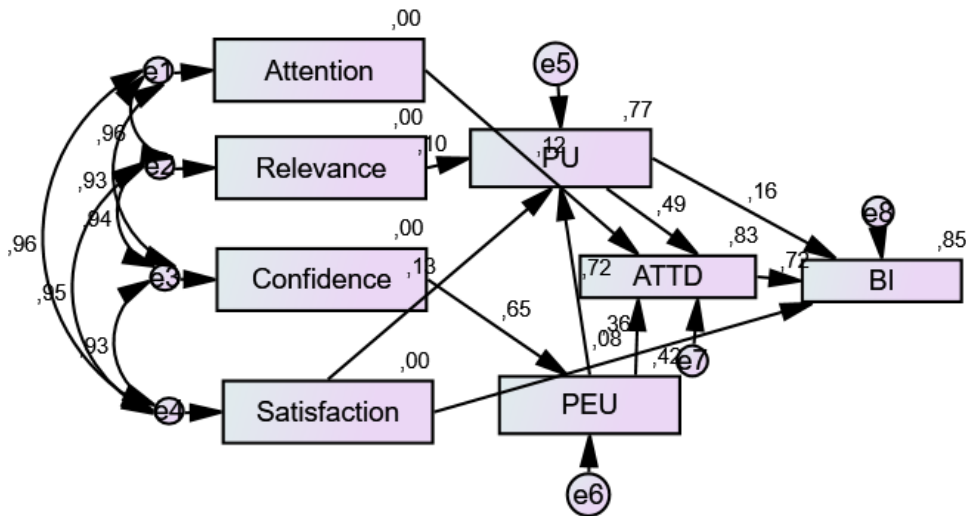 ,00
e1
Attention
e5
,77
,96
,00
,10
PU
,12
e2
Relevance
,93
,94
,16
,49
e8
,96
,00
,83
,85
e3
Confidence
,13
,72
ATTD
,72
BI
,95
,65
,36
,93
,08
,00
,42
e7
e4
Satisfaction
PEU
e6